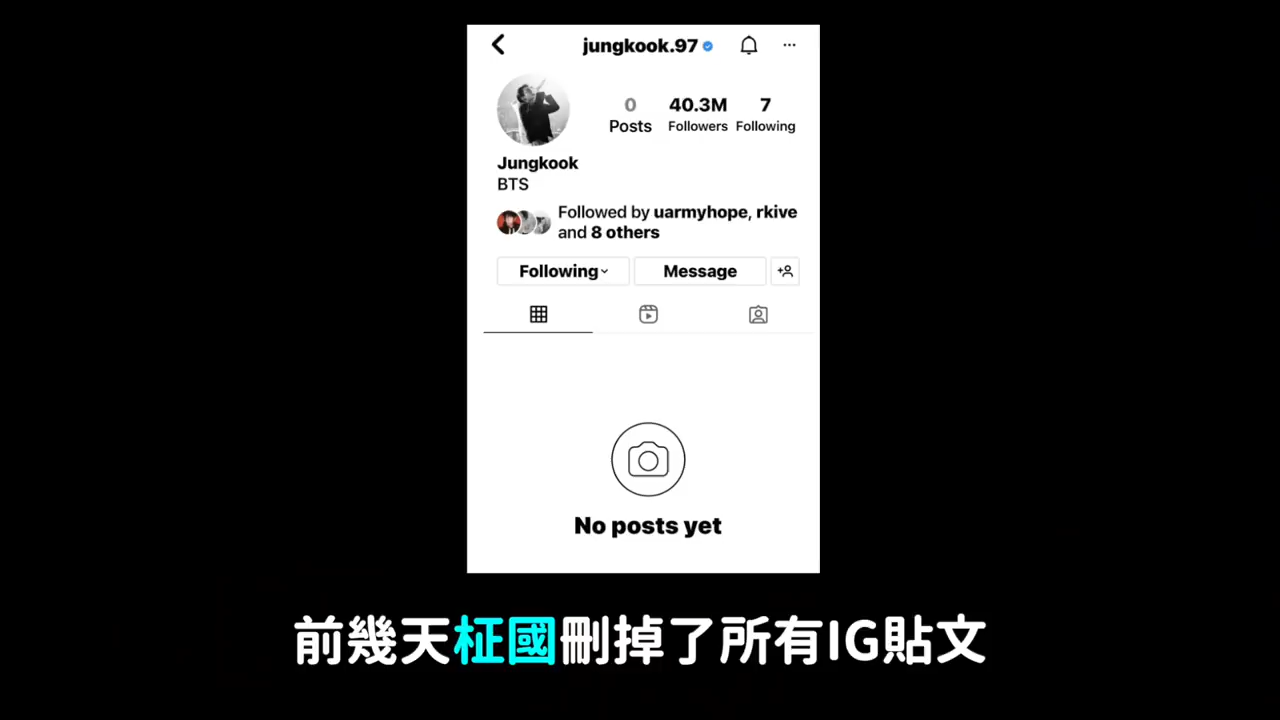 jungkook.97
0 40.3M 7
Posts Followers Following
Jungkook
BTS
Followed by uarmyhope, rkive
and 8 others
Following Message
No posts yet
前幾天柾國刪掉了所有IG貼文